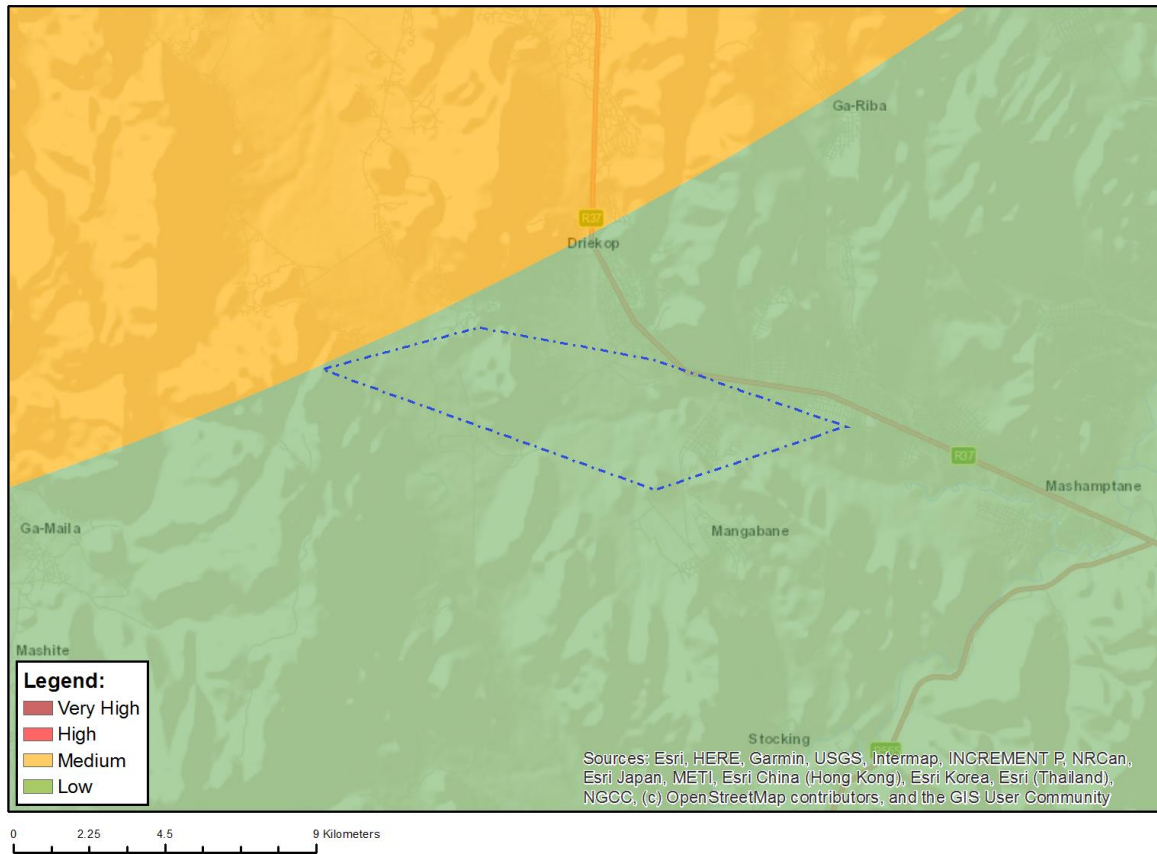 Ga-Riba
R37
Driekop
R37
Mashamptane
Ga-Maila
Mangabane
Mashite
Legend:
Very High
High
Medium
Low
Stocking
Sources: Esri, HERE, Garmin, USGS, Intermap, INCREMENT P, NRCan,
Esri Japan, METI, Esri China (Hong Kong), Esri Korea, Esri (Thailand),
NGCC, (c) OpenStreetMap contributors, and the GIS User Community
0 2.25 4.5 9 Kilometers